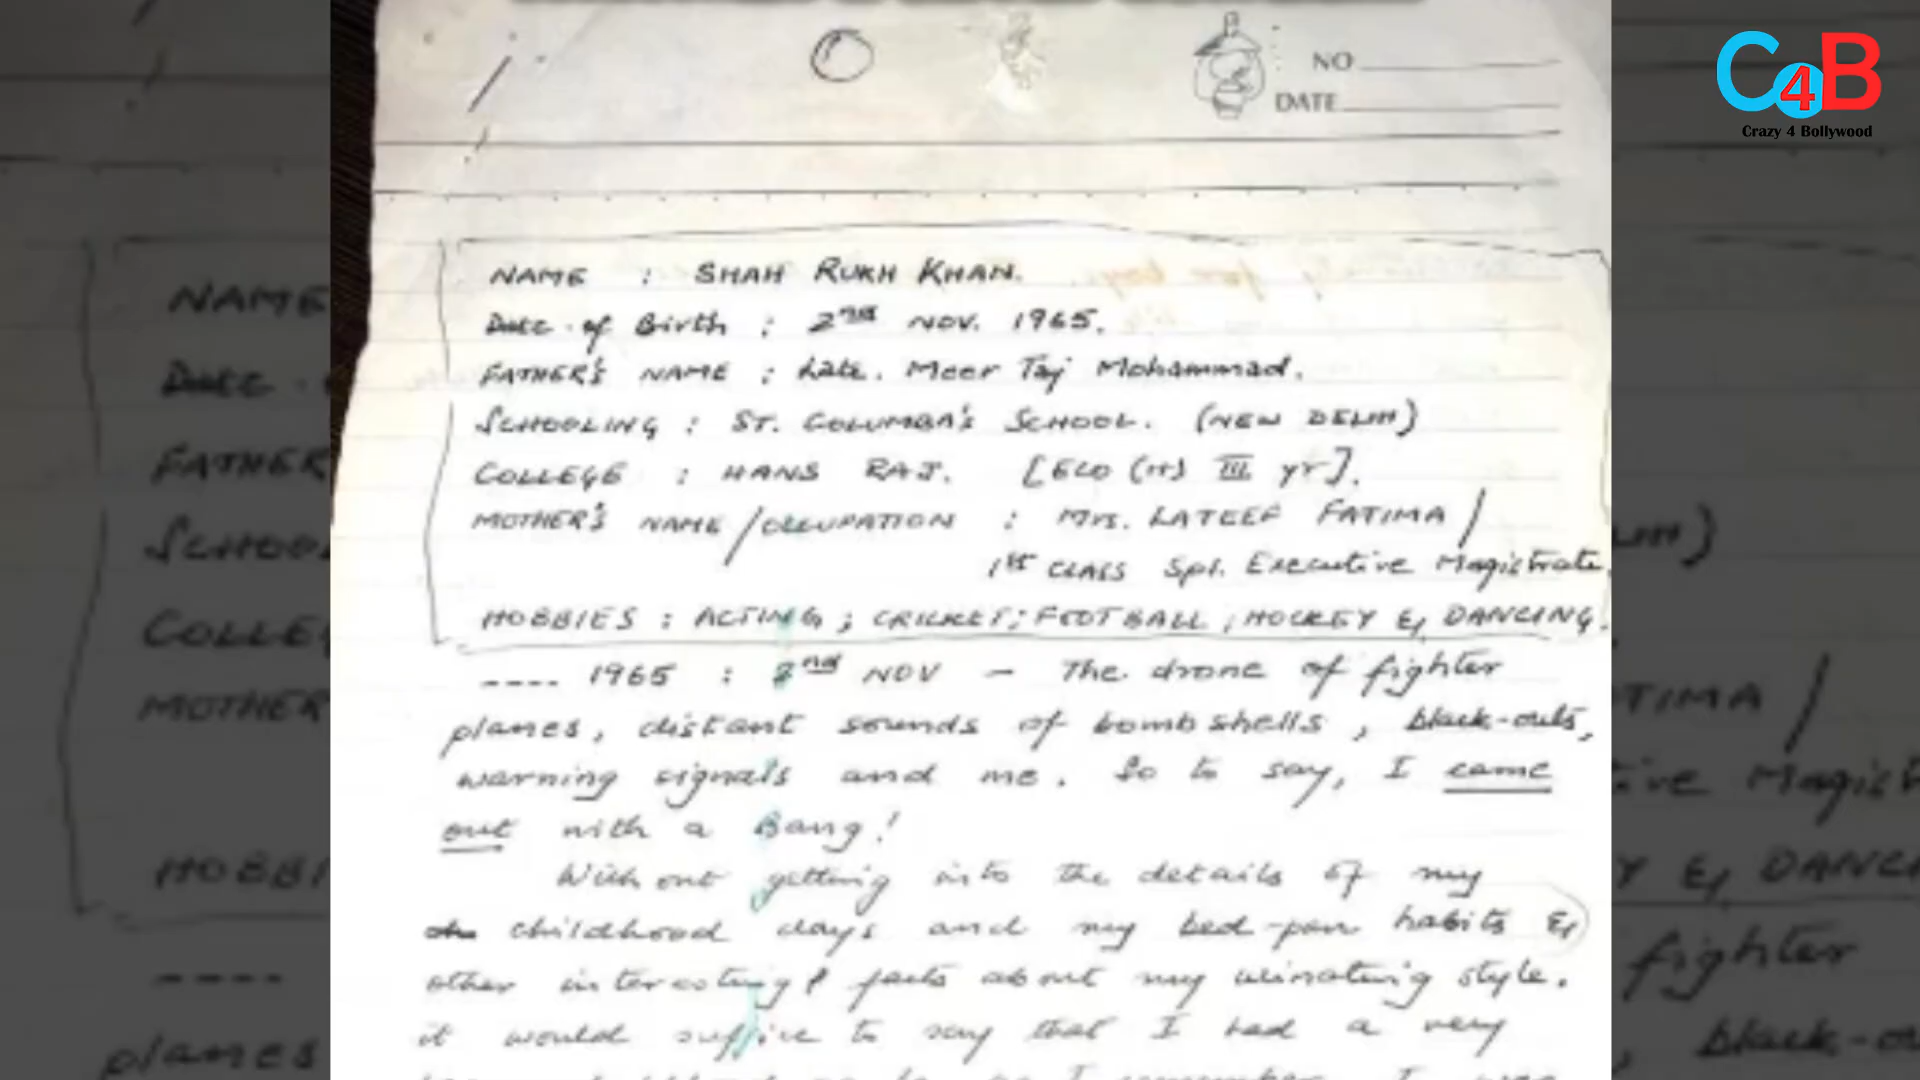 C4B
Crazy 4 Bollywood
NO
DATE
NAME : SHAH RUKH KHAN.
Date of Birth : 2nd NOV. 1965.
FATHER'S NAME : Late. Meer Taj Mohammad.
SCHOOLING : ST. COLUMBA'S SCHOOL. (NEW DELHI)
COLLEGE : HANS RAJ. [ECO (H) III yr].
MOTHER'S NAME/OCCUPATION : Mrs. LATEEF FATIMA /
1st CLASS Spl. Executive Magistrate.
HOBBIES : ACTING ; CRICKET; FOOTBALL ; HOCKEY & DANCING.
---- 1965 : 2nd NOV - The drone of fighter
planes, distant sounds of bombshells, black-outs,
warning signals and me. So to say, I came
out with a Bang!
Without getting into the details of my
childhood days and my bed-pan habits &
other interesting facts about my urinating style.
it would suffice to say that I had a very